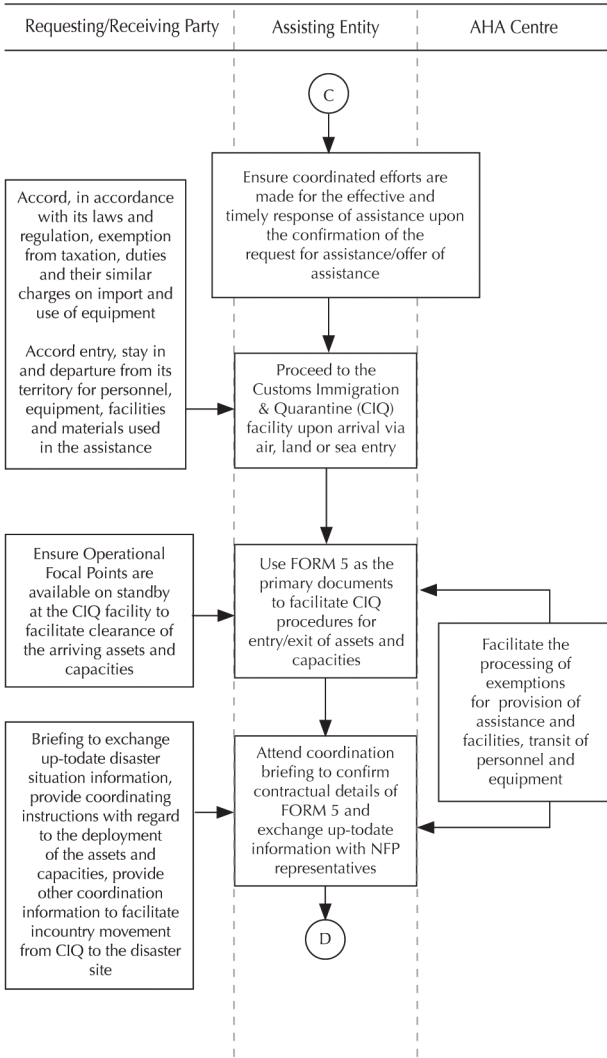 Requesting/Receiving Party
Assisting Entity
AHA Centre
C
Ensure coordinated efforts are
made for the effective and
timely response of assistance upon
the confirmation of the
request for assistance/offer of
assistance
Accord, in accordance
with its laws and
regulation, exemption
from taxation, duties
and their similar
charges on import and
use of equipment
Accord entry, stay in
and departure from its
territory for personnel,
equipment, facilities
and materials used
in the assistance
Proceed to the
Customs Immigration
& Quarantine (CIQ)
facility upon arrival via
air, land or sea entry
Ensure Operational
Focal Points are
available on standby
at the CIQ facility to
facilitate clearance of
the arriving assets and
capacities
Use FORM 5 as the
primary documents
to facilitate CIQ
procedures for
entry/exit of assets and
capacities
Facilitate the
processing of
exemptions
for provision of
assistance and
facilities, transit of
personnel and
equipment
Briefing to exchange
up-todate disaster
situation information,
provide coordinating
instructions with regard
to the deployment
of the assets and
capacities, provide
other coordination
information to facilitate
incountry movement
from CIQ to the disaster
site
Attend coordination
briefing to confirm
contractual details of
FORM 5 and
exchange up-todate
information with NFP
representatives
D